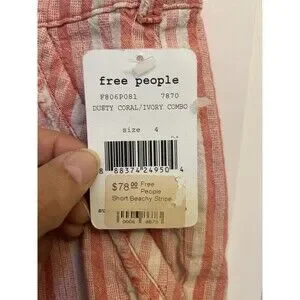 free people
F806P081 7870
DUSTY CORAL/IVORY COMBO
size 4
8 88374 24950 4
$78.00 Free
People
Short Beachy Stripe